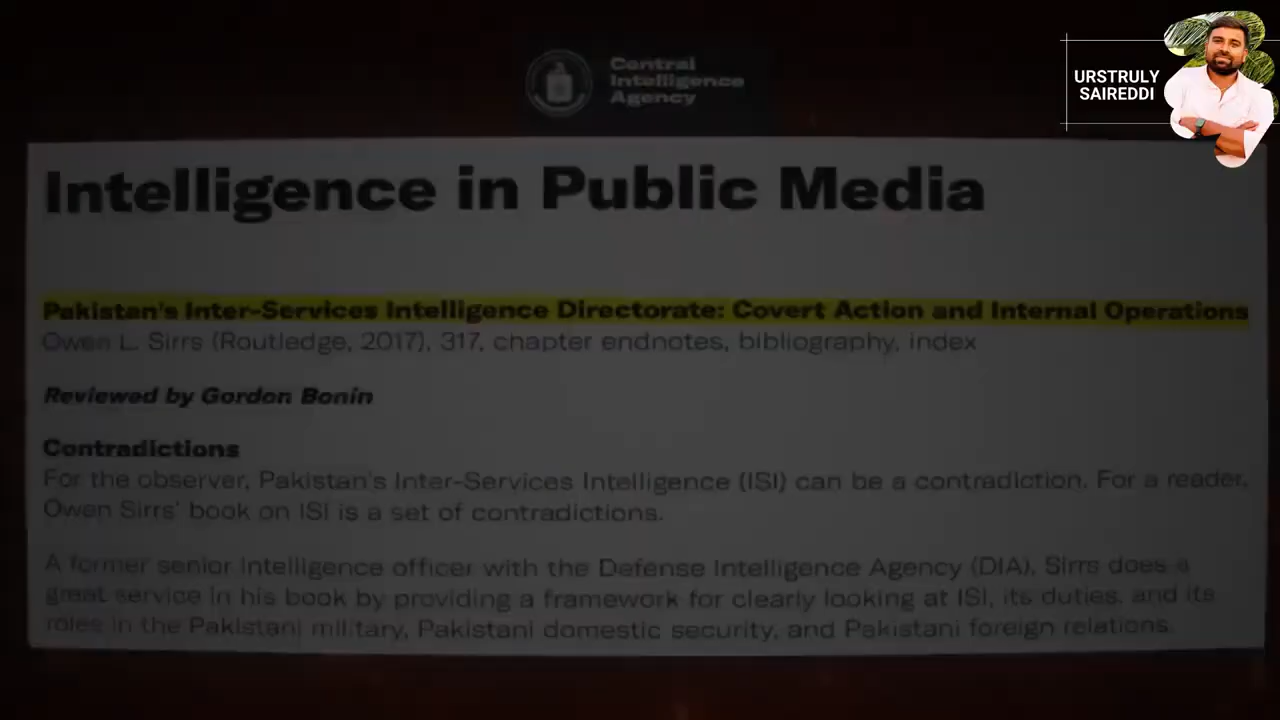 Central
Intelligence
Agency
URSTRULY
SAIREDDI
Intelligence in Public Media
Pakistan's Inter-Services Intelligence Directorate: Covert Action and Internal Operations
Owen L. Sirrs (Routledge, 2017), 317, chapter endnotes, bibliography, index
Reviewed by Gordon Bonin
Contradictions
For the observer, Pakistan's Inter-Services Intelligence (ISI) can be a contradiction. For a reader,
Owen Sirrs' book on ISI is a set of contradictions.
A former senior intelligence officer with the Defense Intelligence Agency (DIA), Sirrs does a
great service in his book by providing a framework for clearly looking at ISI, its duties, and its
roles in the Pakistani military, Pakistani domestic security, and Pakistani foreign relations.